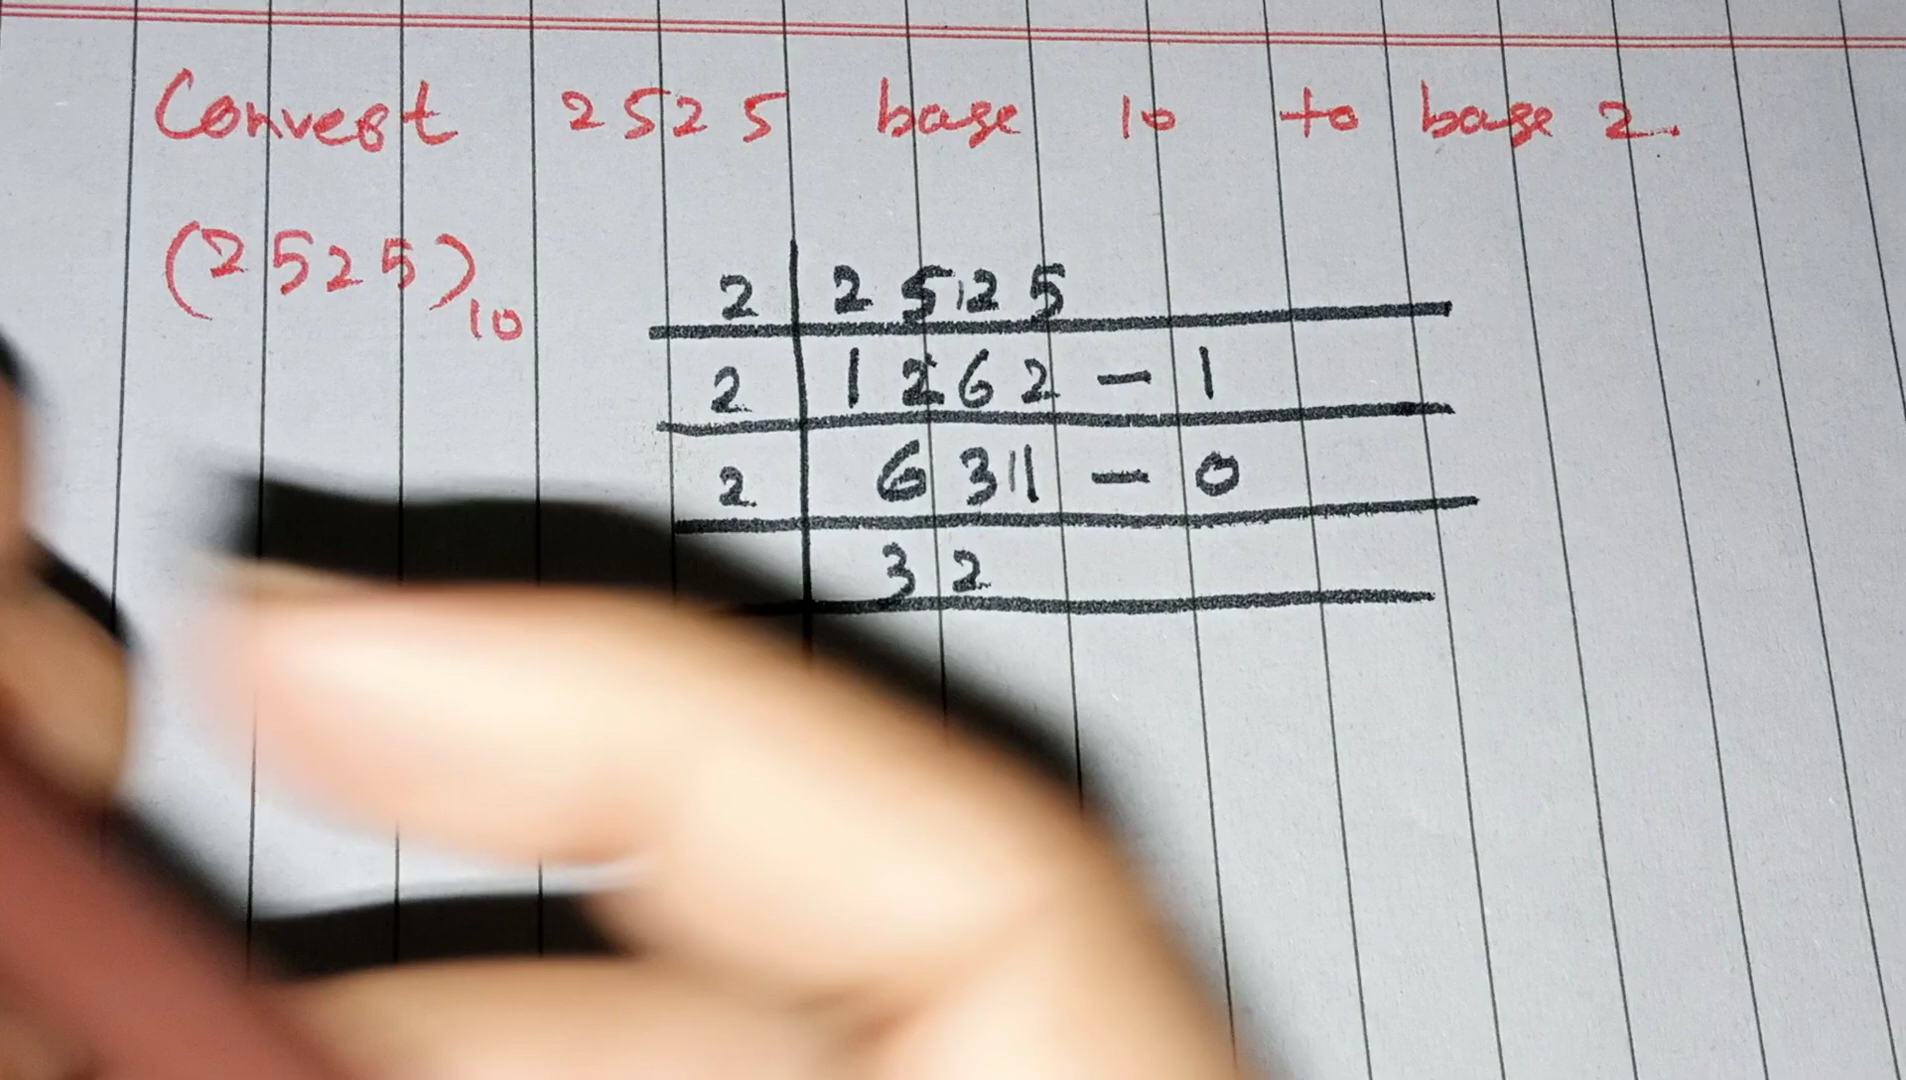 Convert 2525 base 10 to base 2.
(2525)10
2 2525
2 1262 - 1
2 631 - 0
32